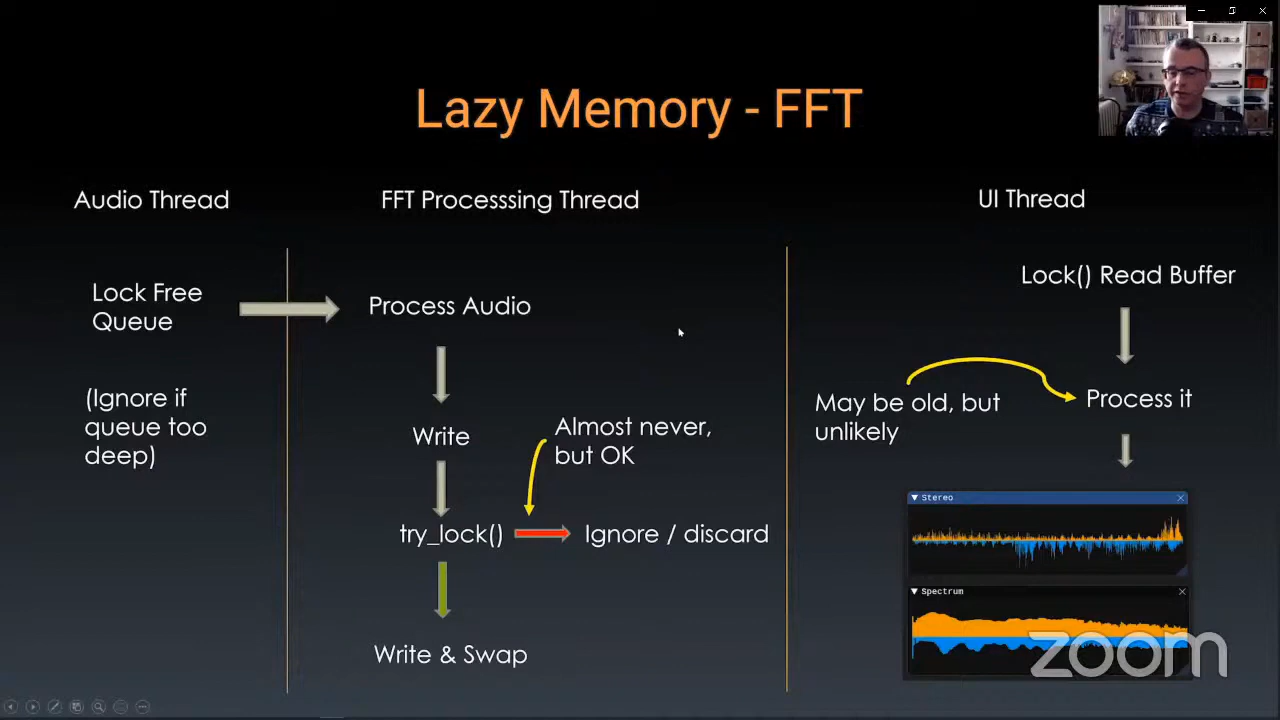 Lazy Memory - FFT
Audio Thread
FFT Processsing Thread
UI Thread
Lock Free
Queue
(Ignore if
queue too
deep)
Process Audio
Write
Almost never,
but OK
try_lock()
Ignore / discard
Write & Swap
Lock() Read Buffer
May be old, but
unlikely
Process it
Stereo
Spectrum
zoom